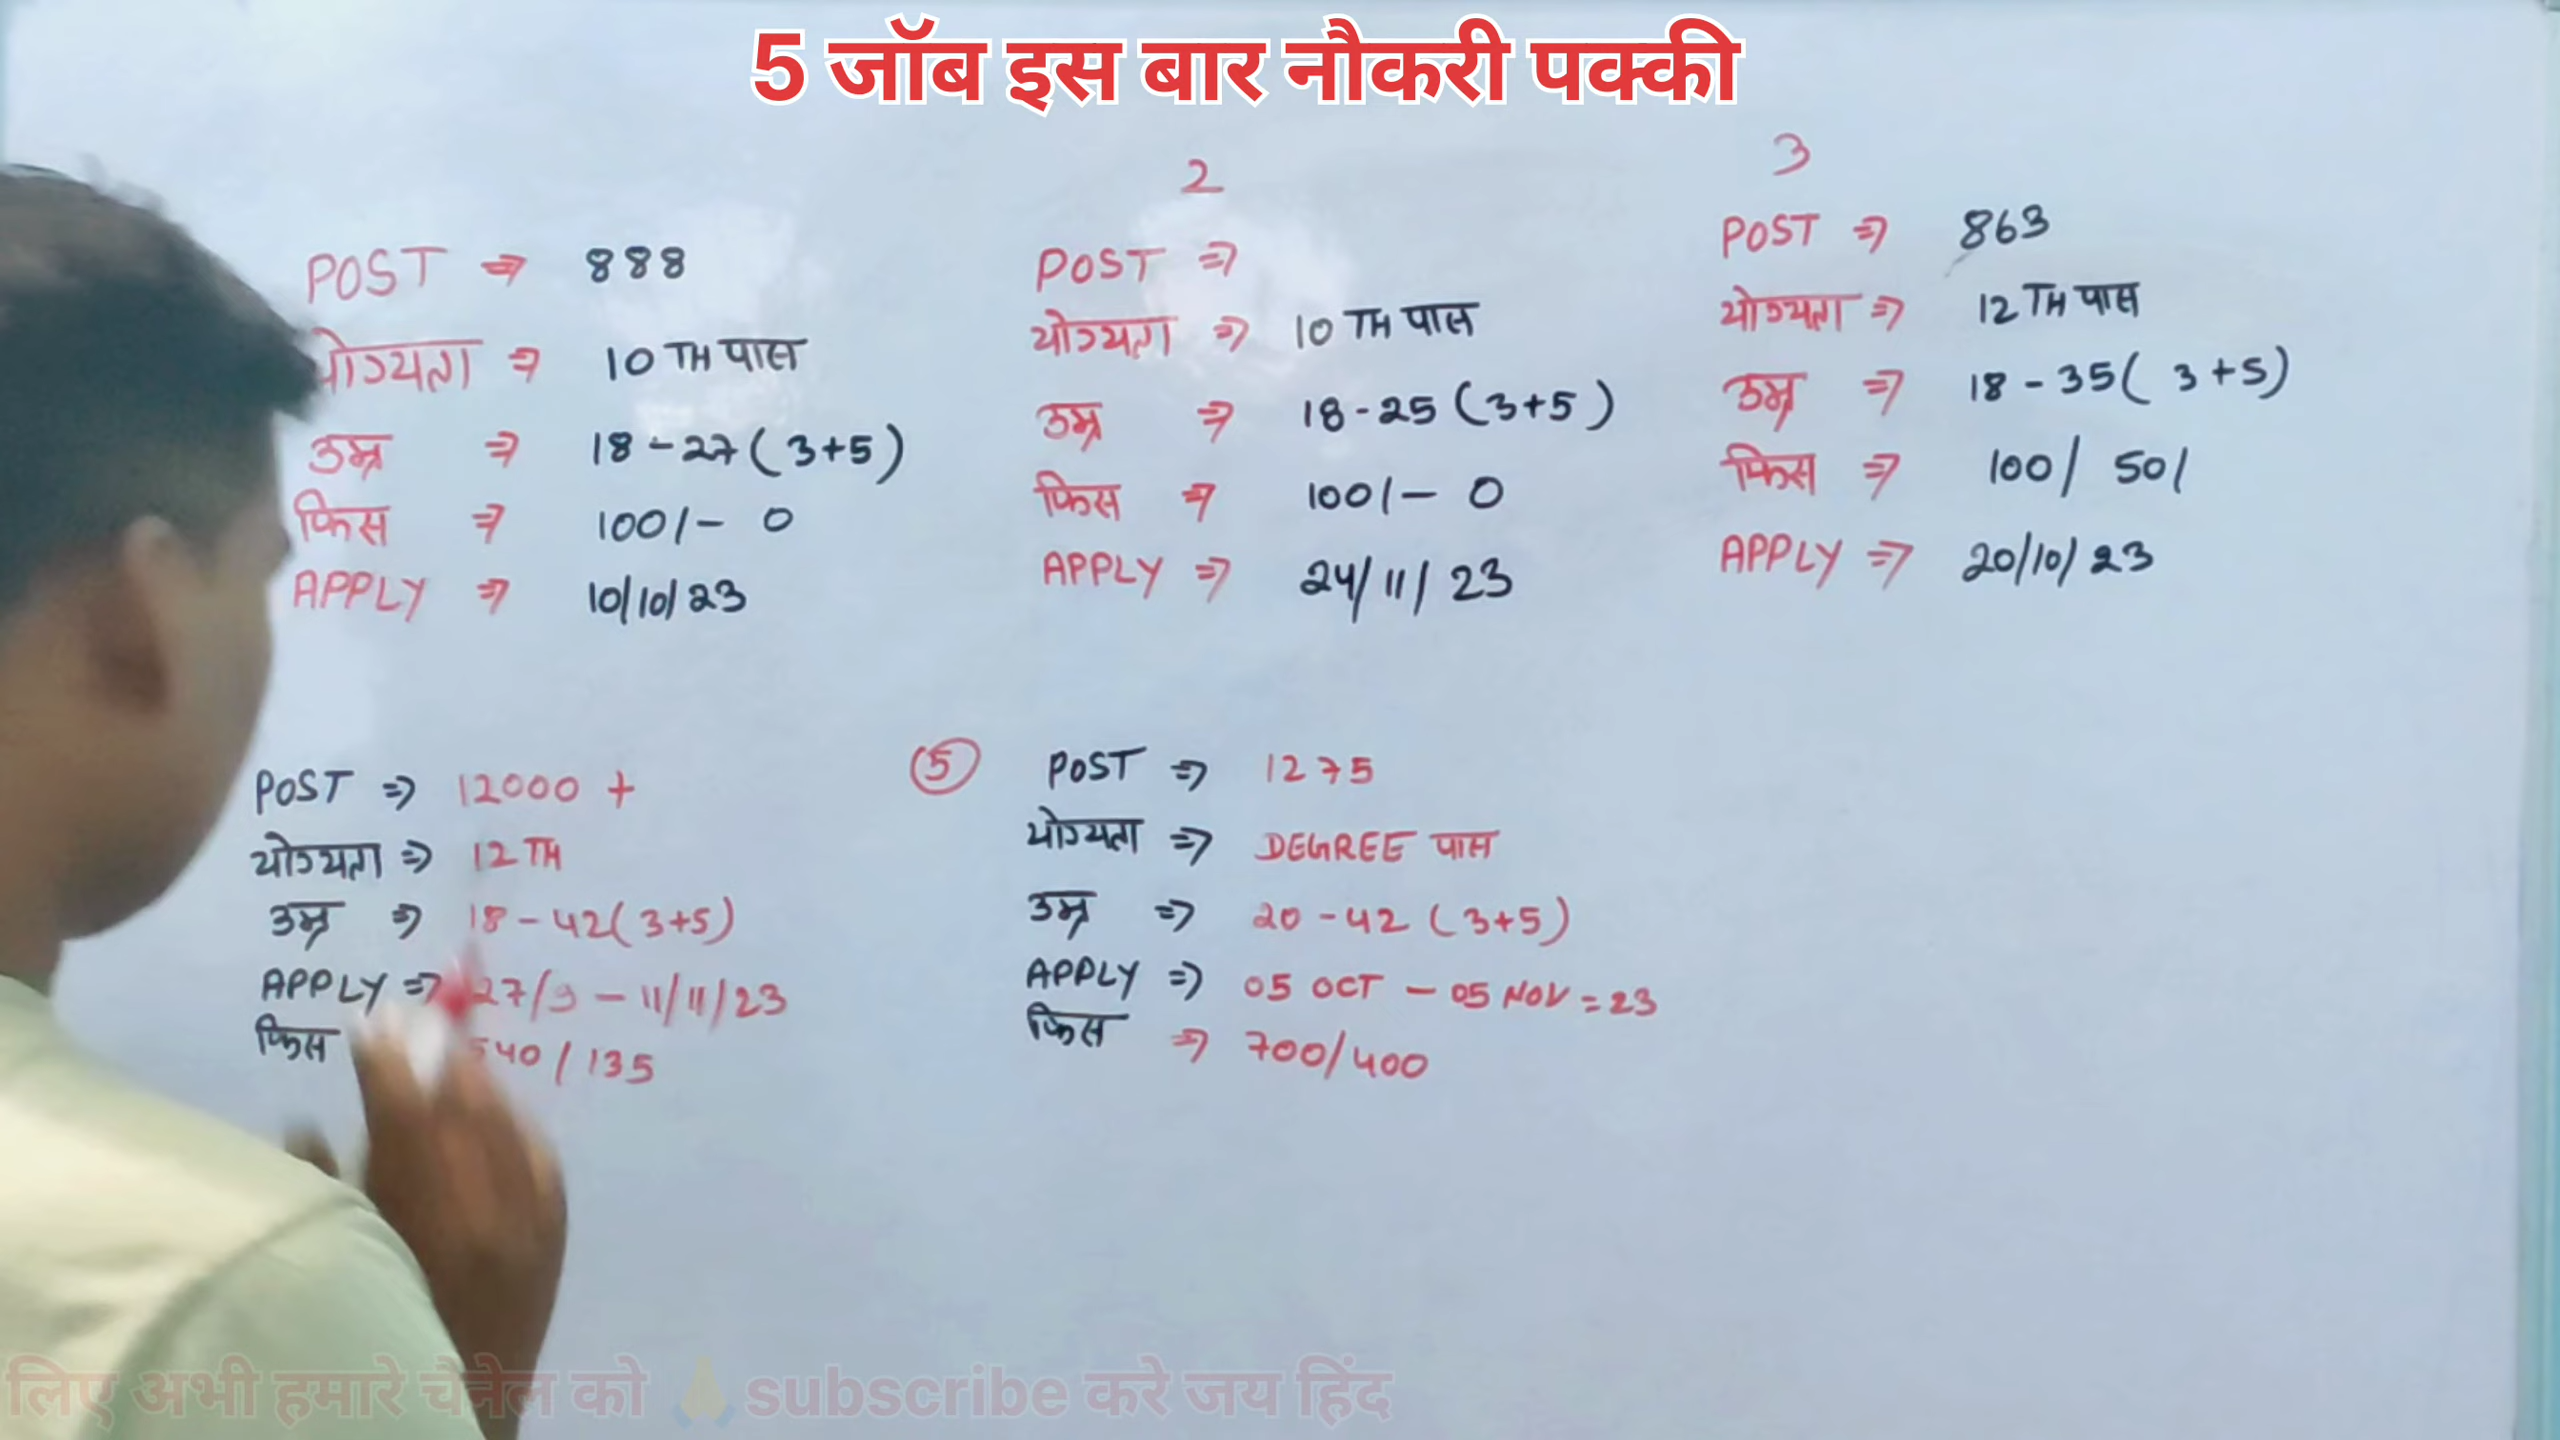 5 जॉब इस बार नौकरी पक्की
POST ⇒ 888
योग्यता ⇒ 10 TH पास
उम्र ⇒ 18-27 (3+5)
फिस ⇒ 100/- 0
APPLY ⇒ 10/10/23
2
POST ⇒
योग्यता ⇒ 10 TH पास
उम्र ⇒ 18-25 (3+5)
फिस ⇒ 100/- 0
APPLY ⇒ 24/11/23
3
POST ⇒ 863
योग्यता ⇒ 12 TH पास
उम्र ⇒ 18-35 (3+5)
फिस ⇒ 100/ 50/
APPLY ⇒ 20/10/23
POST ⇒ 12000 +
योग्यता ⇒ 12 TH
उम्र ⇒ 18-42 (3+5)
APPLY ⇒ 27/9 - 11/11/23
फिस 540/135
5
POST ⇒ 1275
योग्यता ⇒ DEGREE पास
उम्र ⇒ 20-42 (3+5)
APPLY ⇒ 05 OCT - 05 NOV = 23
फिस ⇒ 700/400
लिए अभी हमारे चैनेल को 🙏subscribe करे जय हिंद